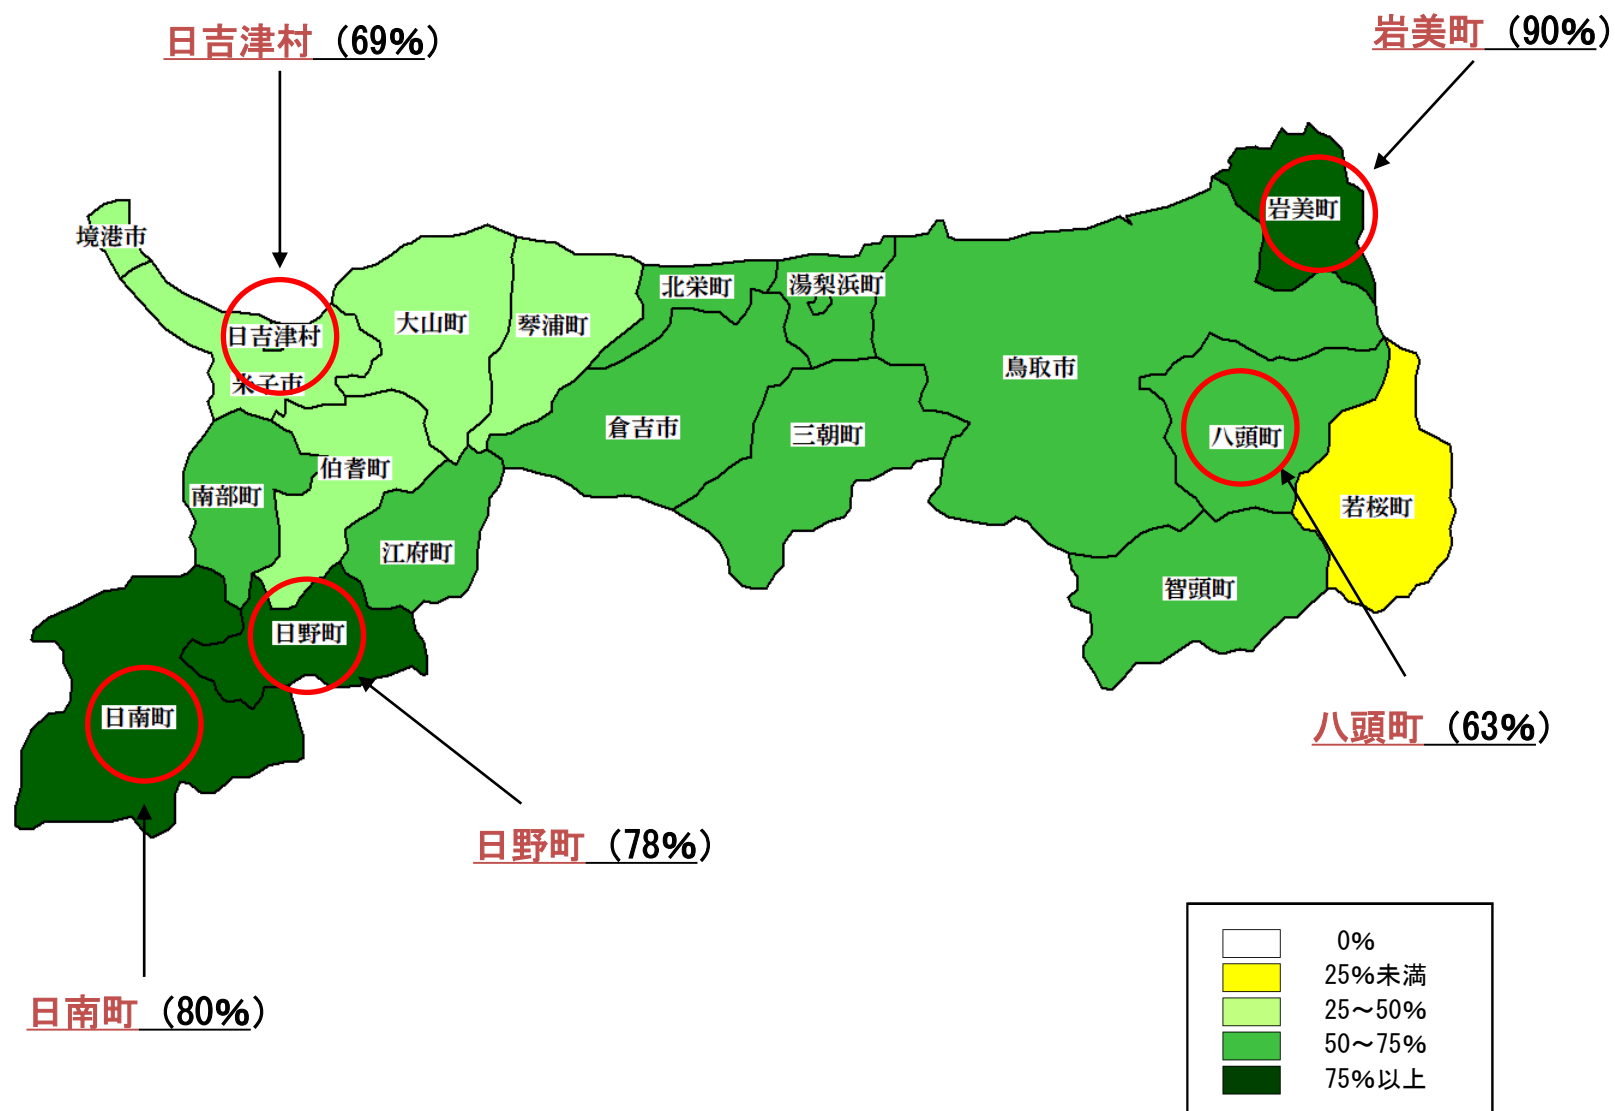 日吉津村（69%）
岩美町（90%）
岩美町
境港市
北栄町
湯梨浜町
大山町
琴浦町
日吉津村
鳥取市
米子市
倉吉市
三朝町
八頭町
伯耆町
南部町
若桜町
江府町
智頭町
日野町
日南町
八頭町（63%）
日野町（78%）
日南町（80%）
0%
25%未満
25～50%
50～75%
75%以上